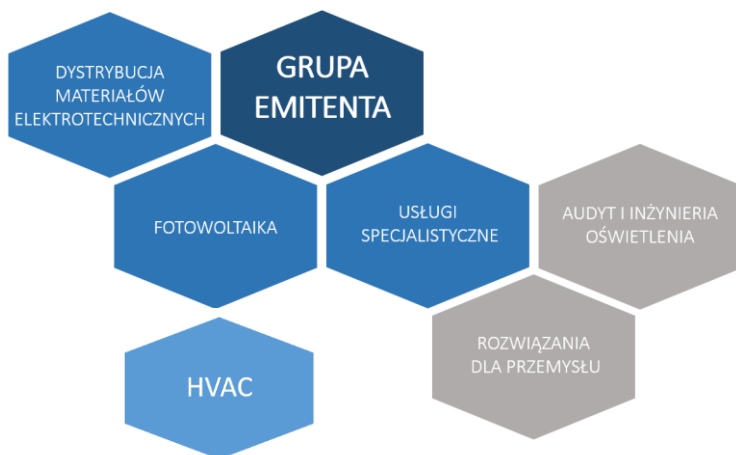 DYSTRYBUCJA
MATERIAŁÓW
ELEKTROTECHNICZNYCH
GRUPA
EMITENTA
FOTOWOLTAIKA
USŁUGI
SPECJALISTYCZNE
AUDYT I INŻYNIERIA
OŚWIETLENIA
HVAC
ROZWIĄZANIA
DLA PRZEMYSŁU